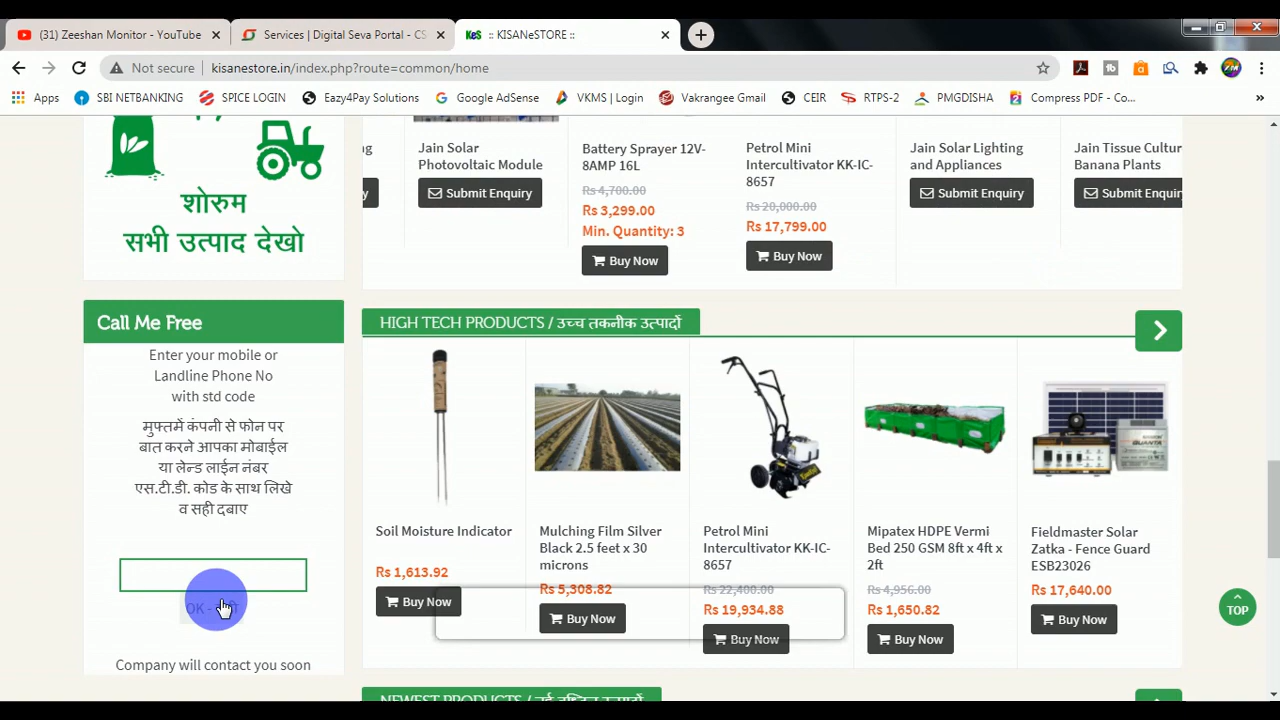 (31) Zeeshan Monitor - YouTube
Services | Digital Seva Portal - CS
:: KISANeSTORE ::
Not secure
kisanestore.in/index.php?route=common/home
Apps
SBI NETBANKING
SPICE LOGIN
Eazy4Pay Solutions
Google AdSense
VKMS | Login
Vakrangee Gmail
CEIR
RTPS-2
PMGDISHA
Compress PDF - Co...
शोरुम
सभी उत्पाद देखो
Jain Solar
Photovoltaic Module
Submit Enquiry
Battery Sprayer 12V-
8AMP 16L
Rs 4,700.00
Rs 3,299.00
Min. Quantity: 3
Buy Now
Petrol Mini
Intercultivator KK-IC-
8657
Rs 20,000.00
Rs 17,799.00
Buy Now
Jain Solar Lighting
and Appliances
Submit Enquiry
Jain Tissue Cultur
Banana Plants
Submit Enquir
Call Me Free
Enter your mobile or
Landline Phone No
with std code
मुफ्तमें कंपनी से फोन पर
बात करने आपका मोबाईल
या लेन्ड लाईन नंबर
एस.टी.डी. कोड के साथ लिखे
व सही दबाए
OK -
Company will contact you soon
HIGH TECH PRODUCTS / उच्च तकनीक उत्पादों
Soil Moisture Indicator
Rs 1,613.92
Buy Now
Mulching Film Silver
Black 2.5 feet x 30
microns
Rs 5,308.82
Buy Now
Petrol Mini
Intercultivator KK-IC-
8657
Rs 22,400.00
Rs 19,934.88
Buy Now
Mipatex HDPE Vermi
Bed 250 GSM 8ft x 4ft x
2ft
Rs 4,956.00
Rs 1,650.82
Buy Now
Fieldmaster Solar
Zatka - Fence Guard
ESB23026
Rs 17,640.00
Buy Now
TOP
NEWEST PRODUCTS /